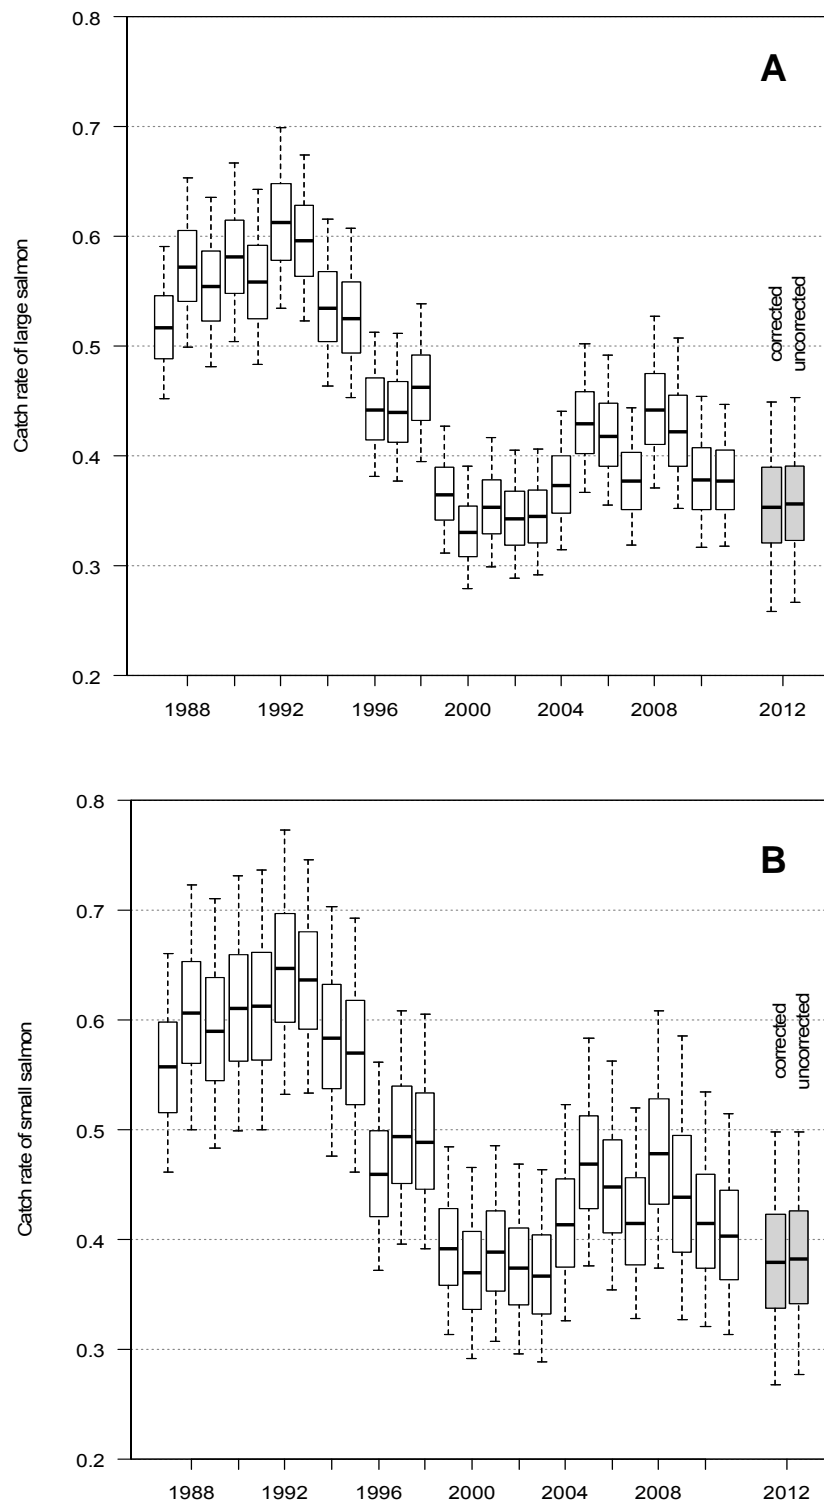 A
0.8
0.7
0.6
0.5
0.4
0.3
0.2
Catch rate of large salmon
corrected
uncorrected
1988 1992 1996 2000 2004 2008 2012
B
0.8
0.7
0.6
0.5
0.4
0.3
0.2
Catch rate of small salmon
corrected
uncorrected
1988 1992 1996 2000 2004 2008 2012